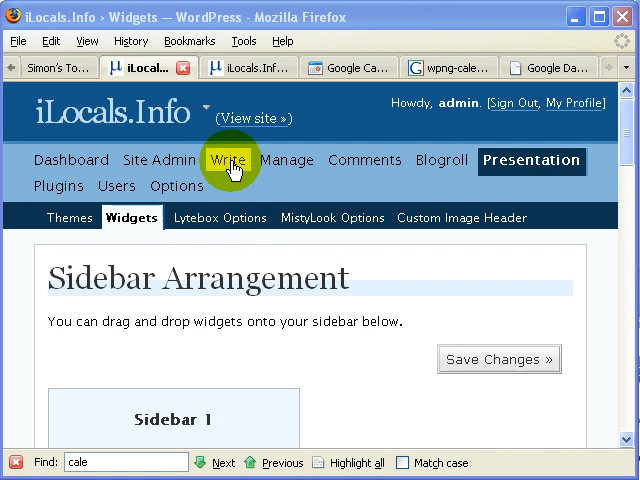 iLocals.Info › Widgets — WordPress - Mozilla Firefox
File Edit View History Bookmarks Tools Help
Simon's To... iLocal... iLocals.Inf... Google Ca... wpng-cale... Google Da...
iLocals.Info (View site »)
Howdy, admin. [Sign Out, My Profile]
Dashboard Site Admin Write Manage Comments Blogroll Presentation
Plugins Users Options
Themes Widgets Lytebox Options MistyLook Options Custom Image Header
Sidebar Arrangement
You can drag and drop widgets onto your sidebar below.
Save Changes »
Sidebar 1
Find: cale Next Previous Highlight all Match case